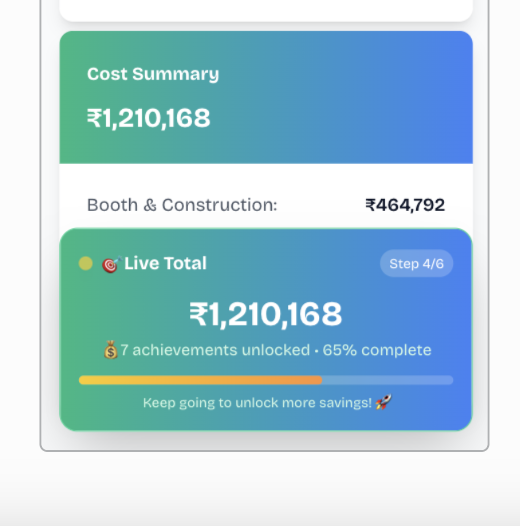 Cost Summary
₹1,210,168
Booth & Construction: ₹464,792
🎯 Live Total Step 4/6
₹1,210,168
💰7 achievements unlocked • 65% complete
Keep going to unlock more savings! 🚀